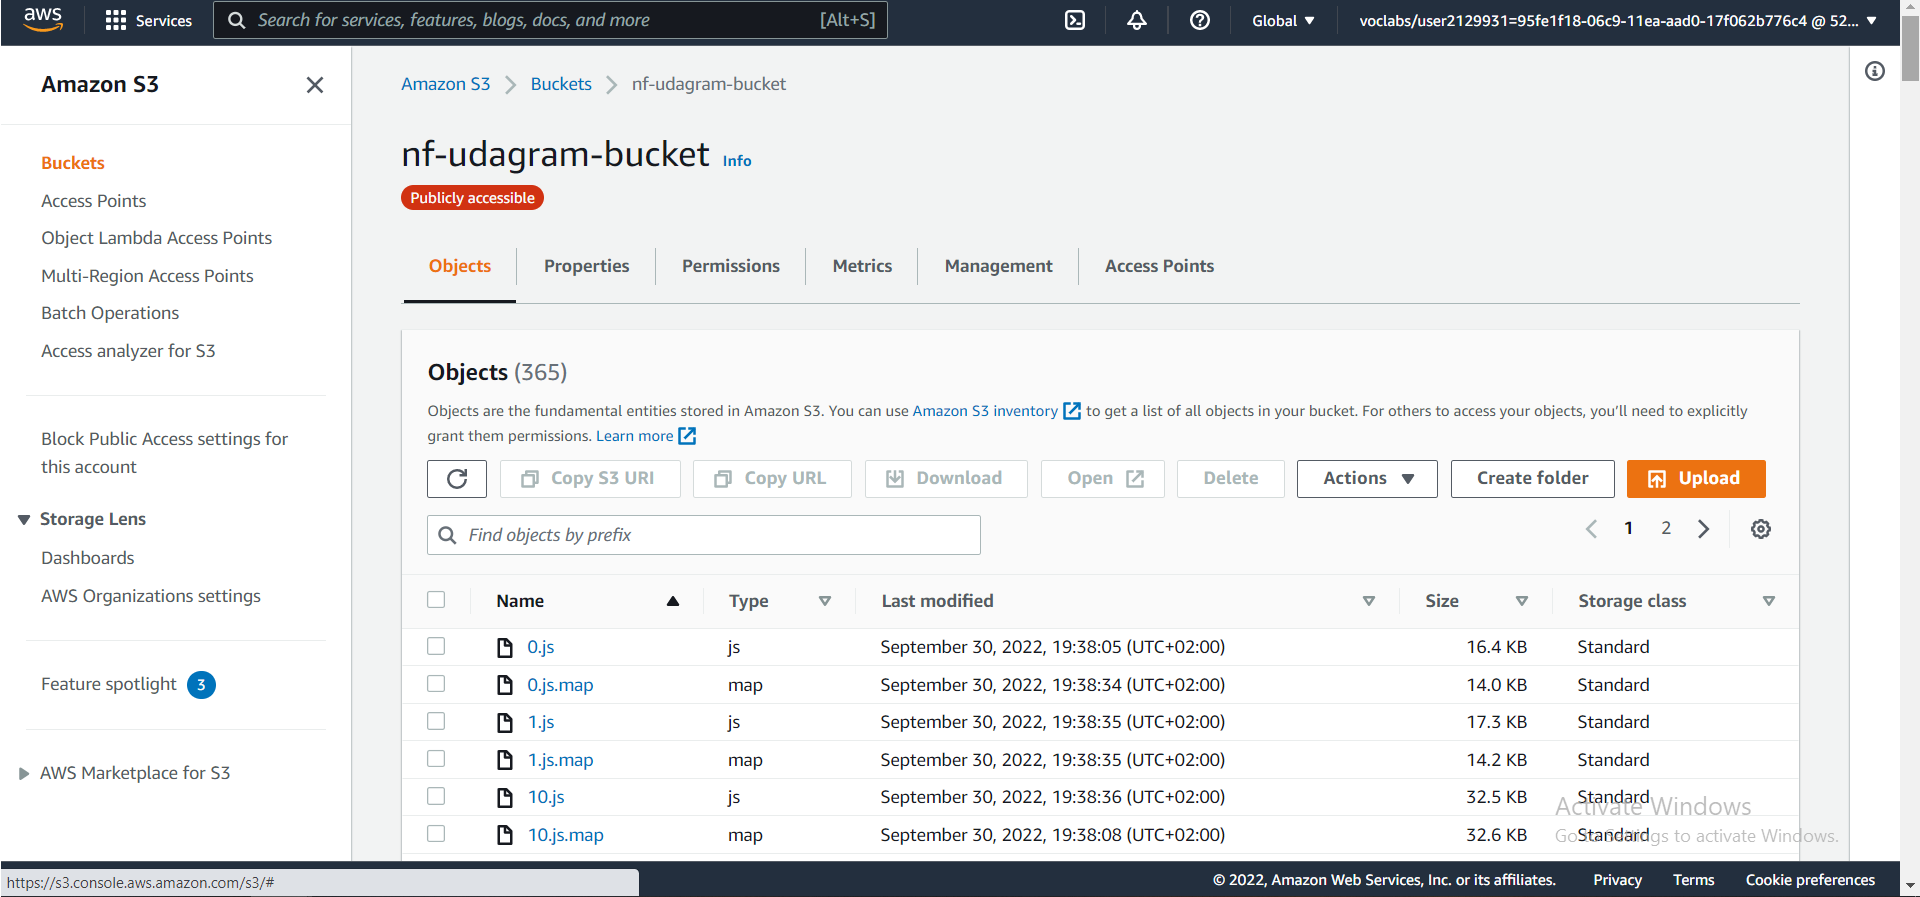 aws Services Search for services, features, blogs, docs, and more [Alt+S] Global ▼ voclabs/user2129931=95fe1f18-06c9-11ea-aad0-17f062b776c4 @ 52... ▼
Amazon S3
Buckets
Access Points
Object Lambda Access Points
Multi-Region Access Points
Batch Operations
Access analyzer for S3
Block Public Access settings for
this account
Storage Lens
Dashboards
AWS Organizations settings
Feature spotlight 3
AWS Marketplace for S3
Amazon S3 > Buckets > nf-udagram-bucket
nf-udagram-bucket Info
Publicly accessible
Objects Properties Permissions Metrics Management Access Points
Objects (365)
Objects are the fundamental entities stored in Amazon S3. You can use Amazon S3 inventory to get a list of all objects in your bucket. For others to access your objects, you'll need to explicitly
grant them permissions. Learn more
Copy S3 URI Copy URL Download Open Delete Actions ▼ Create folder Upload
Find objects by prefix
< 1 2 >
Name Type Last modified Size Storage class
0.js js September 30, 2022, 19:38:05 (UTC+02:00) 16.4 KB Standard
0.js.map map September 30, 2022, 19:38:34 (UTC+02:00) 14.0 KB Standard
1.js js September 30, 2022, 19:38:35 (UTC+02:00) 17.3 KB Standard
1.js.map map September 30, 2022, 19:38:35 (UTC+02:00) 14.2 KB Standard
10.js js September 30, 2022, 19:38:36 (UTC+02:00) 32.5 KB Standard
10.js.map map September 30, 2022, 19:38:08 (UTC+02:00) 32.6 KB Standard
Activate Windows
Go to Settings to activate Windows.
https://s3.console.aws.amazon.com/s3/#
© 2022, Amazon Web Services, Inc. or its affiliates. Privacy Terms Cookie preferences